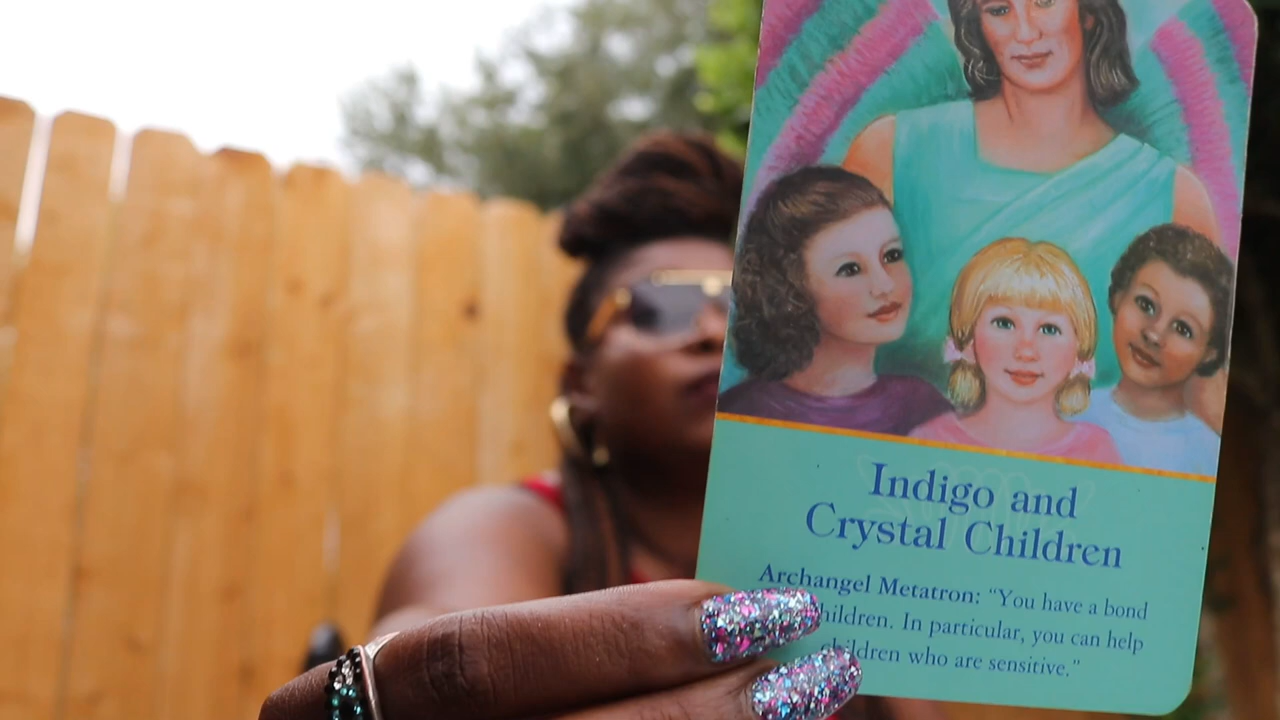 Indigo and
Crystal Children
Archangel Metatron: "You have a bond
children. In particular, you can help
children who are sensitive."